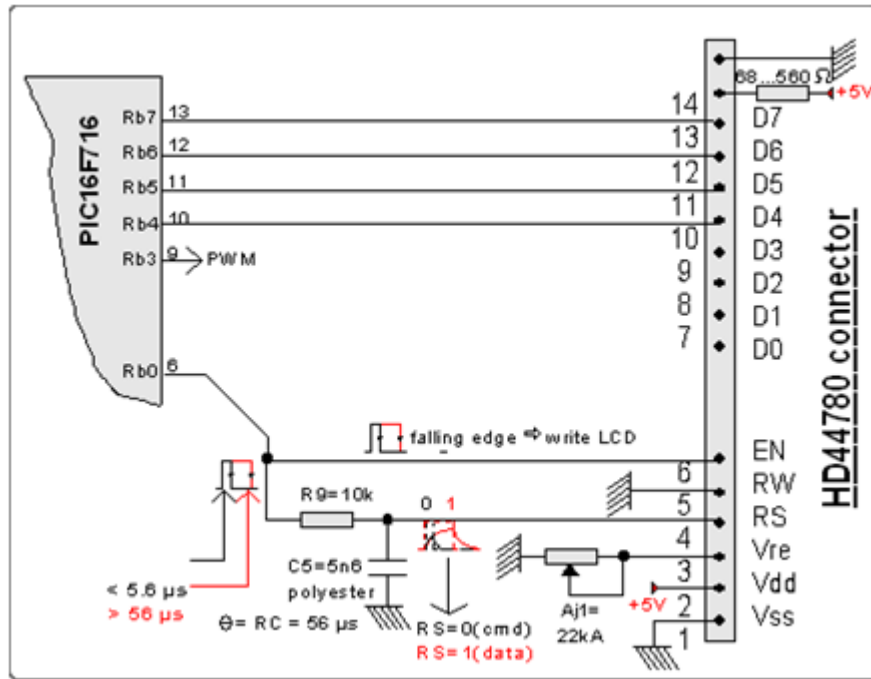 68...560 Ω
+5V
PIC16F716
Rb7 13
14
D7
Rb6 12
13
D6
Rb5 11
12
D5
Rb4 10
11
D4
Rb3 9
PWM
10
D3
9
D2
8
D1
7
D0
HD44780 connector
Rb0 6
falling edge ⇨ write LCD
EN
6
RW
R9=10k
0 1
5
RS
4
Vre
C5=5n6
polyester
< 5.6 µs
> 56 µs
θ= RC = 56 µs
RS=0(cmd)
RS=1(data)
Aj1=
22kA
+5V
3
Vdd
2
Vss
1